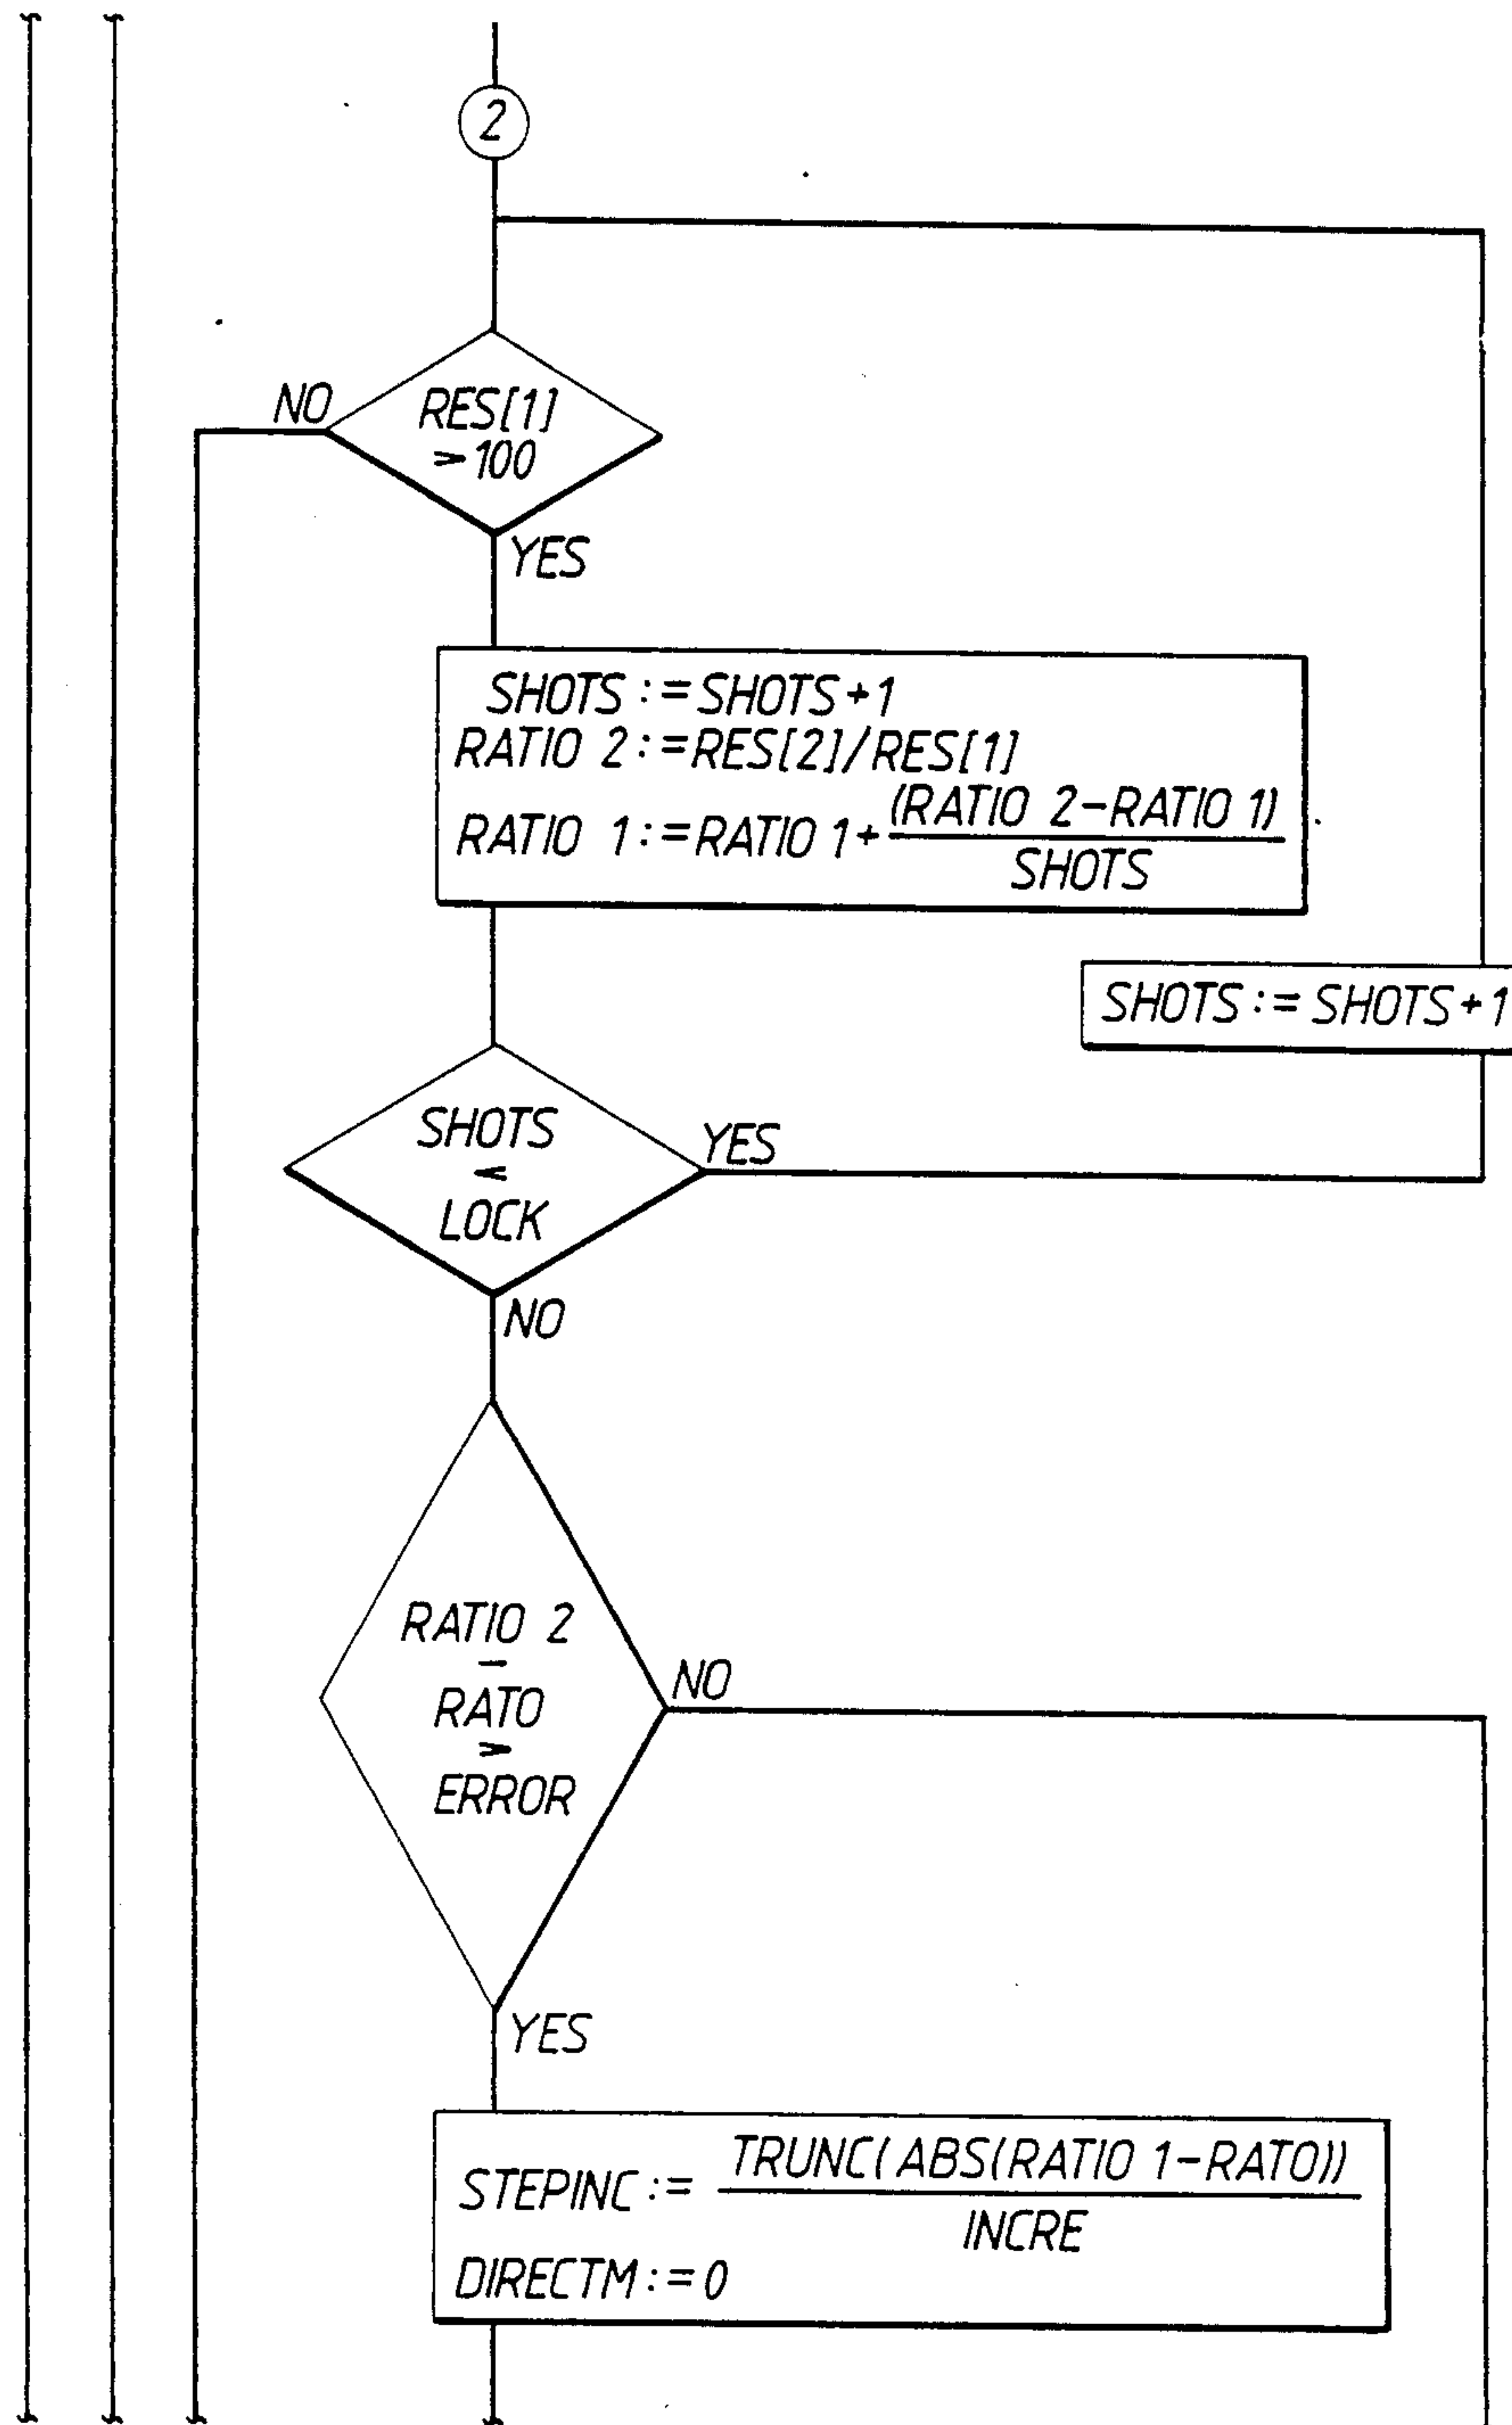 2
NO
RES[1]
>100
YES
SHOTS:=SHOTS+1
RATIO 2:=RES[2]/RES[1]
RATIO 1:=RATIO 1+(RATIO 2-RATIO 1)
SHOTS
SHOTS:=SHOTS+1
SHOTS
<
LOCK
YES
NO
RATIO 2
-
RATO
>
ERROR
NO
YES
STEPINC:= TRUNC(ABS(RATIO 1-RATO))
INCRE
DIRECTM:=0